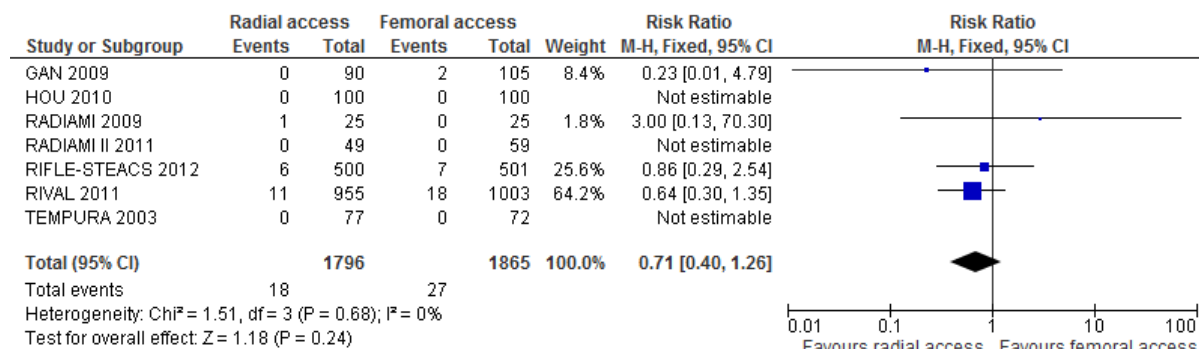 Radial access Femoral access Risk Ratio Risk Ratio
Study or Subgroup Events Total Events Total Weight M-H, Fixed, 95% CI M-H, Fixed, 95% CI
GAN 2009 0 90 2 105 8.4% 0.23 [0.01, 4.79]
HOU 2010 0 100 0 100 Not estimable
RADIAMI 2009 1 25 0 25 1.8% 3.00 [0.13, 70.30]
RADIAMI II 2011 0 49 0 59 Not estimable
RIFLE-STEACS 2012 6 500 7 501 25.6% 0.86 [0.29, 2.54]
RIVAL 2011 11 955 18 1003 64.2% 0.64 [0.30, 1.35]
TEMPURA 2003 0 77 0 72 Not estimable
Total (95% CI) 1796 1865 100.0% 0.71 [0.40, 1.26]
Total events 18 27
Heterogeneity: Chi² = 1.51, df = 3 (P = 0.68); I² = 0%
Test for overall effect: Z = 1.18 (P = 0.24)
0.01 0.1 1 10 100
Favours radial access Favours femoral access